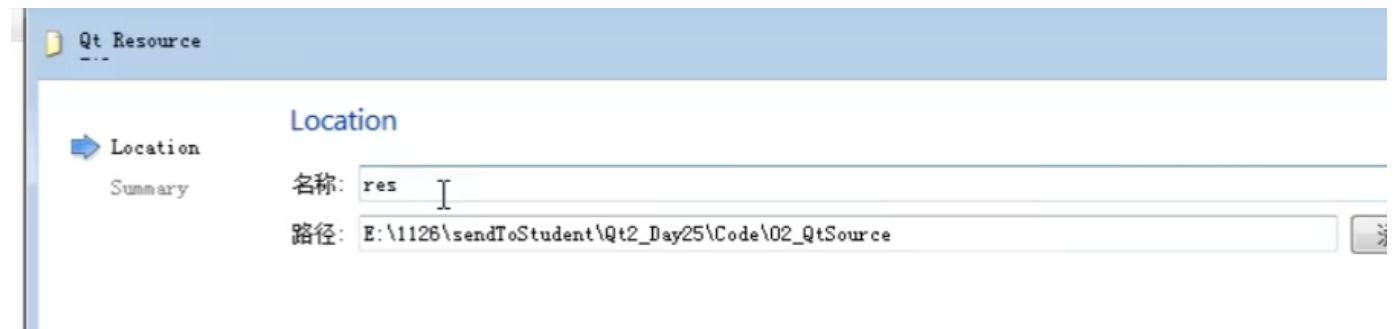 Qt Resource
Location
Location
Summary
名称: res
路径: E:\1126\sendToStudent\Qt2_Day25\Code\02_QtSource